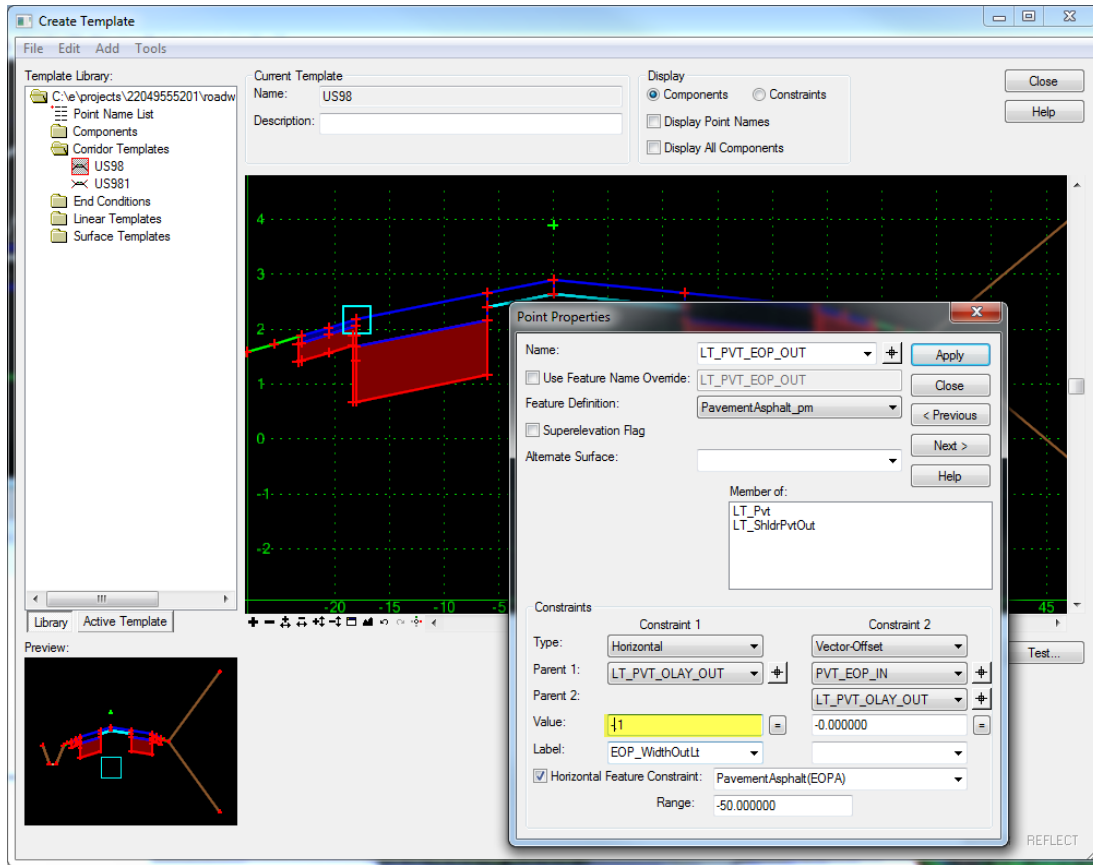 Create Template
File Edit Add Tools
Template Library:
C:\e\projects\22049555201\roadw
Point Name List
Components
Corridor Templates
US98
US981
End Conditions
Linear Templates
Surface Templates
Library Active Template
Preview:
Current Template
Name: US98
Description:
Display
Components Constraints
Display Point Names
Display All Components
Close
Help
4
3
2
1
0
-1
-2
-20 -15 -10 -5
45
Test...
REFLECT
Point Properties
Name: LT_PVT_EOP_OUT
Use Feature Name Override: LT_PVT_EOP_OUT
Feature Definition: PavementAsphalt_pm
Superelevation Flag
Alternate Surface:
Apply
Close
< Previous
Next >
Help
Member of:
LT_Pvt
LT_ShldrPvtOut
Constraints
Constraint 1 Constraint 2
Type: Horizontal Vector-Offset
Parent 1: LT_PVT_OLAY_OUT PVT_EOP_IN
Parent 2: LT_PVT_OLAY_OUT
Value: -.1 = -0.000000 =
Label: EOP_WidthOutLt
Horizontal Feature Constraint: PavementAsphalt(EOPA)
Range: -50.000000